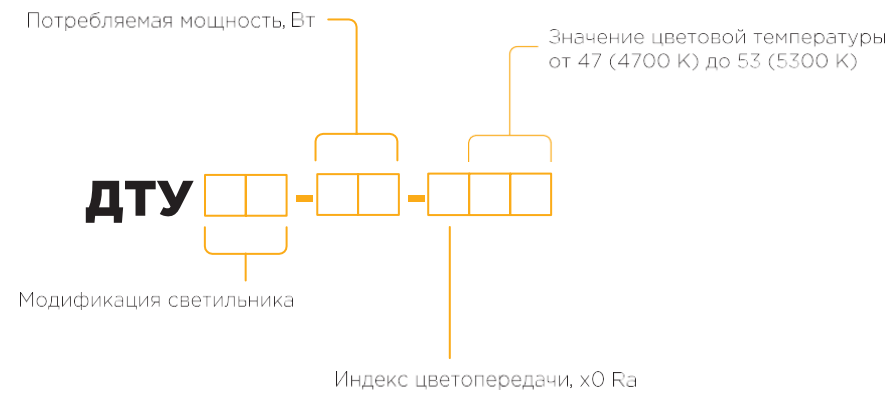 Потребляемая мощность, Вт
Значение цветовой температуры
от 47 (4700 К) до 53 (5300 К)
ДТУ - -
Модификация светильника
Индекс цветопередачи, х0 Ra